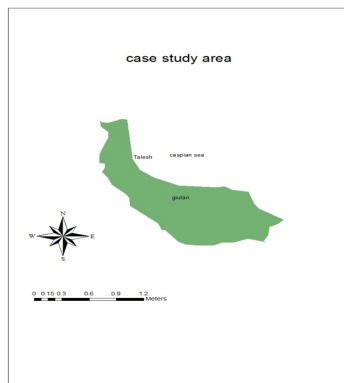 case study area
Talesh
caspian sea
giulan
N
W E
S
0 0.15 0.3 0.6 0.9 1.2
Meters